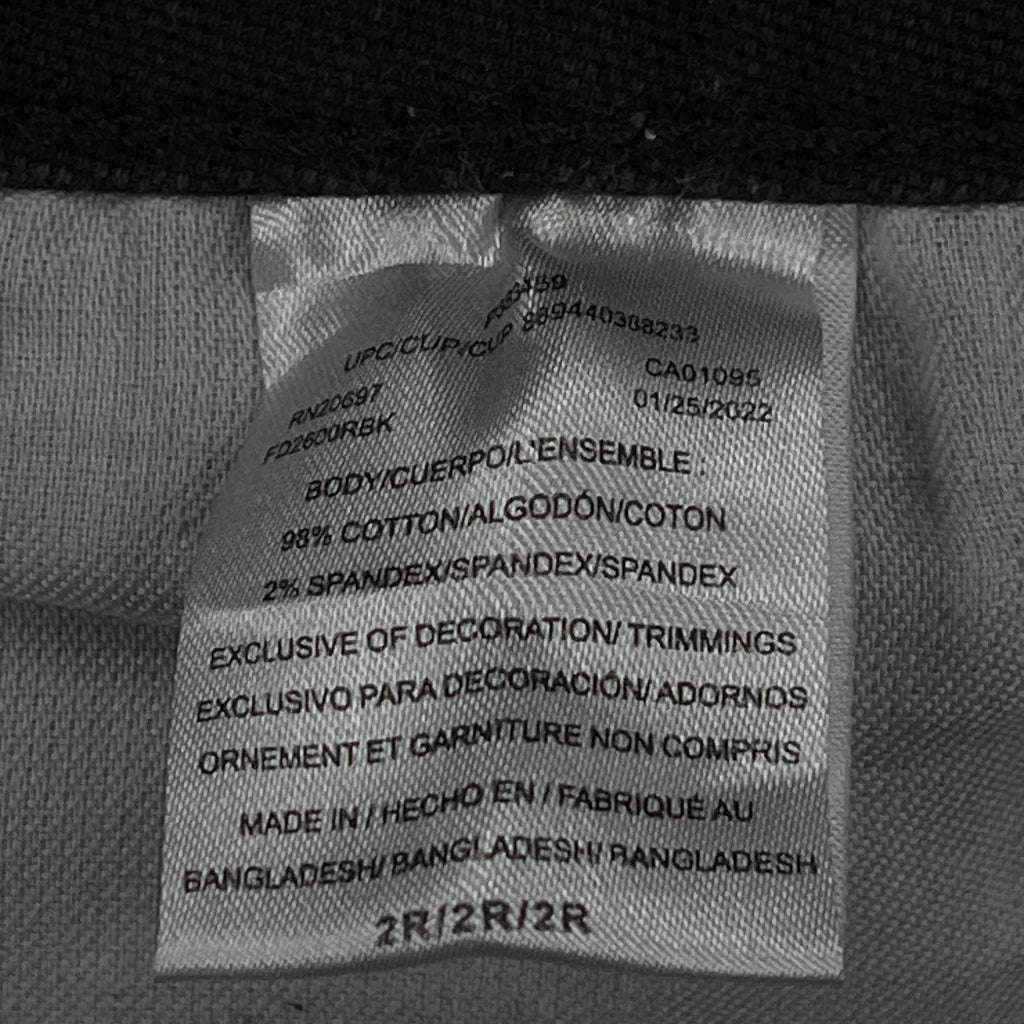 UPC/CUP/CUP 889440388233
RN20697
CA01095
FD2600RBK
01/25/2022
BODY/CUERPO/L'ENSEMBLE :
98% COTTON/ALGODÓN/COTON
2% SPANDEX/SPANDEX/SPANDEX
EXCLUSIVE OF DECORATION/ TRIMMINGS
EXCLUSIVO PARA DECORACIÓN/ ADORNOS
ORNEMENT ET GARNITURE NON COMPRIS
MADE IN / HECHO EN / FABRIQUÉ AU
BANGLADESH/ BANGLADESH/ BANGLADESH
2R/2R/2R